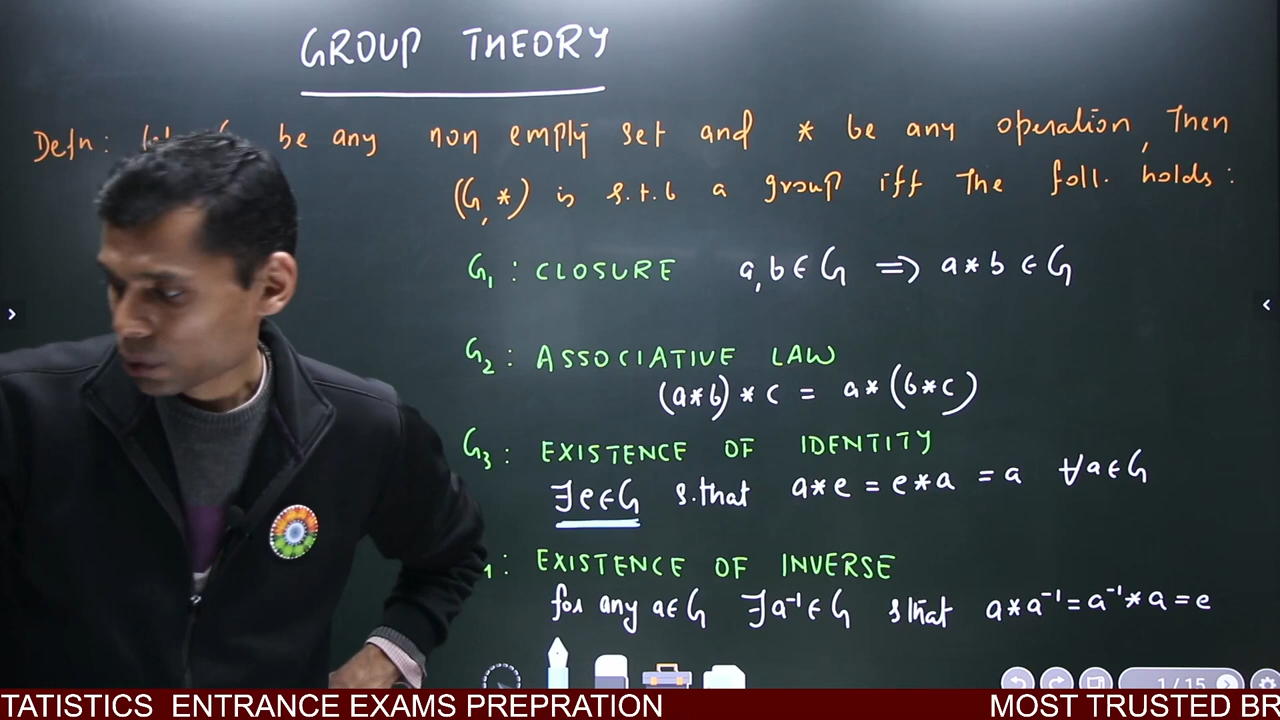 GROUP THEORY
Defn: be any non empty set and * be any operation, Then
(G, *) is s.t.b a group iff The foll. holds:
G₁: CLOSURE a, b ∈ G ⟹ a * b ∈ G
G₂: ASSOCIATIVE LAW
(a*b)*c = a*(b*c)
G₃: EXISTENCE OF IDENTITY
∃ e ∈ G s.that a*e = e*a = a ∀ a ∈ G
: EXISTENCE OF INVERSE
for any a ∈ G ∃ a⁻¹ ∈ G s that a*a⁻¹ = a⁻¹*a = e
1/15
TATISTICS ENTRANCE EXAMS PREPRATION MOST TRUSTED BR